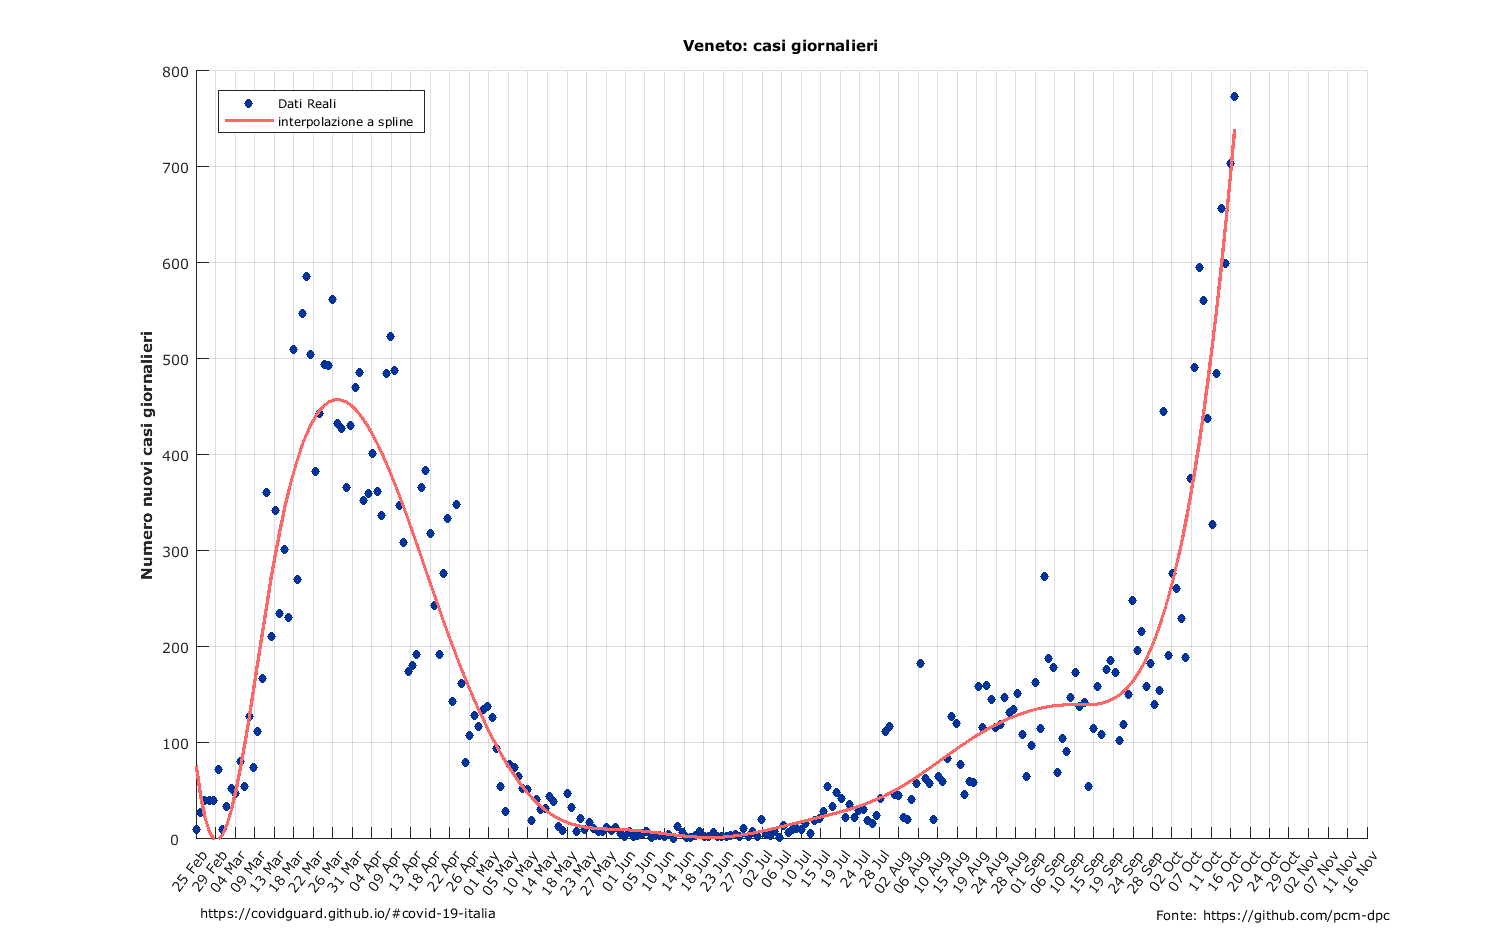 Veneto: casi giornalieri
Dati Reali
interpolazione a spline
Numero nuovi casi giornalieri
800
700
600
500
400
300
200
100
0
25 Feb
29 Feb
04 Mar
09 Mar
13 Mar
18 Mar
22 Mar
26 Mar
31 Mar
04 Apr
09 Apr
13 Apr
18 Apr
22 Apr
26 Apr
01 May
05 May
10 May
14 May
18 May
23 May
27 May
01 Jun
05 Jun
10 Jun
14 Jun
18 Jun
23 Jun
27 Jun
02 Jul
06 Jul
10 Jul
15 Jul
19 Jul
24 Jul
28 Jul
02 Aug
06 Aug
10 Aug
15 Aug
19 Aug
24 Aug
28 Aug
01 Sep
06 Sep
10 Sep
15 Sep
19 Sep
24 Sep
28 Sep
02 Oct
07 Oct
11 Oct
16 Oct
20 Oct
24 Oct
29 Oct
02 Nov
07 Nov
11 Nov
16 Nov
https://covidguard.github.io/#covid-19-italia
Fonte: https://github.com/pcm-dpc